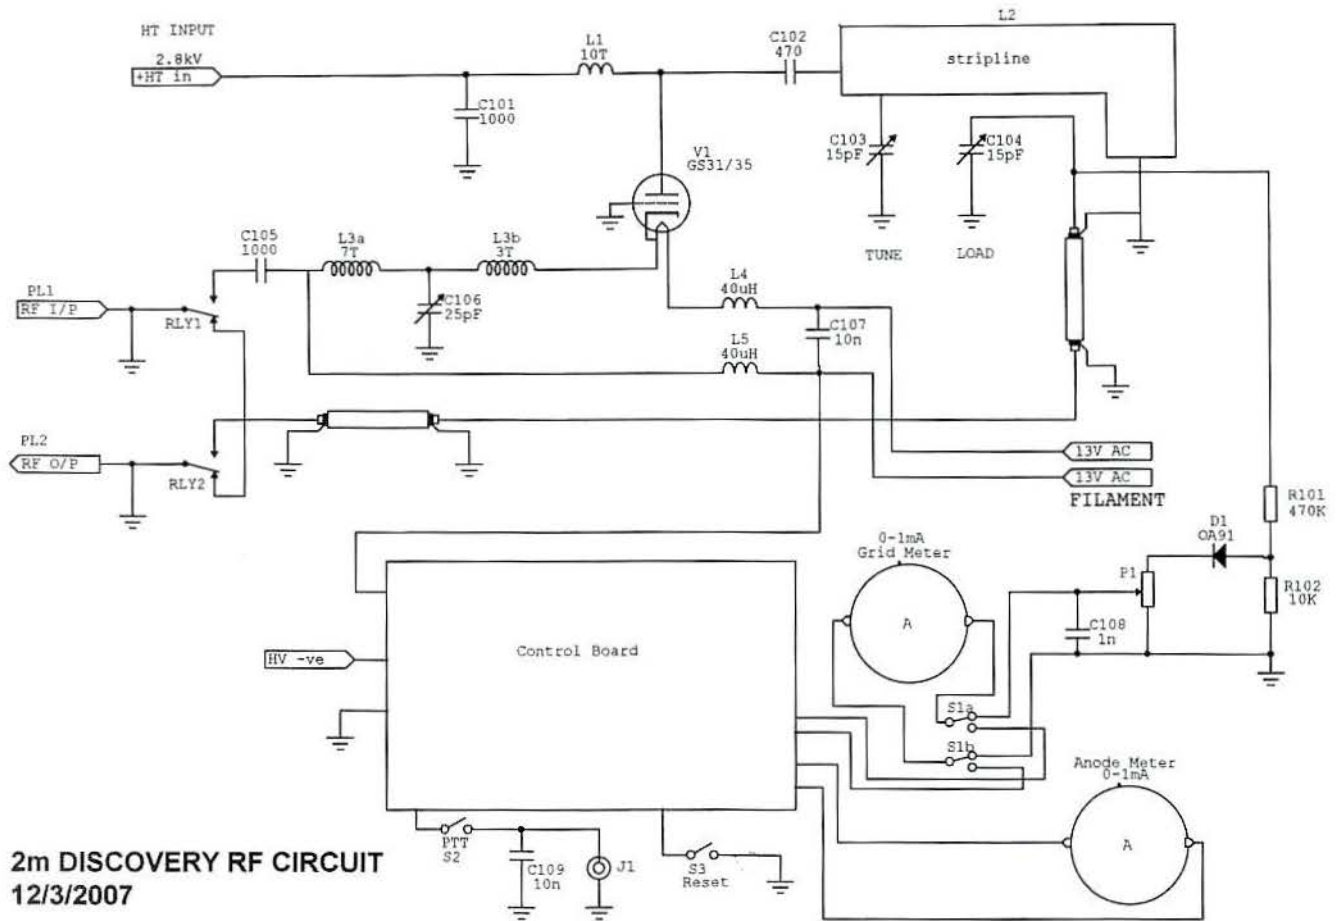 HT INPUT
2.8kV
+HT in
L1
10T
C102
470
L2
stripline
C101
1000
V1
GS31/35
C103
15pF
C104
15pF
TUNE
LOAD
C105
1000
L3a
7T
L3b
3T
C106
25pF
L4
40uH
C107
10n
L5
40uH
PL1
RF I/P
RLY1
PL2
RF O/P
RLY2
13V AC
13V AC
FILAMENT
R101
470K
D1
OA91
P1
R102
10K
C108
1n
0-1mA
Grid Meter
A
Control Board
HV -ve
S1a
S1b
Anode Meter
0-1mA
A
PTT
S2
C109
10n
J1
S3
Reset
2m DISCOVERY RF CIRCUIT
12/3/2007